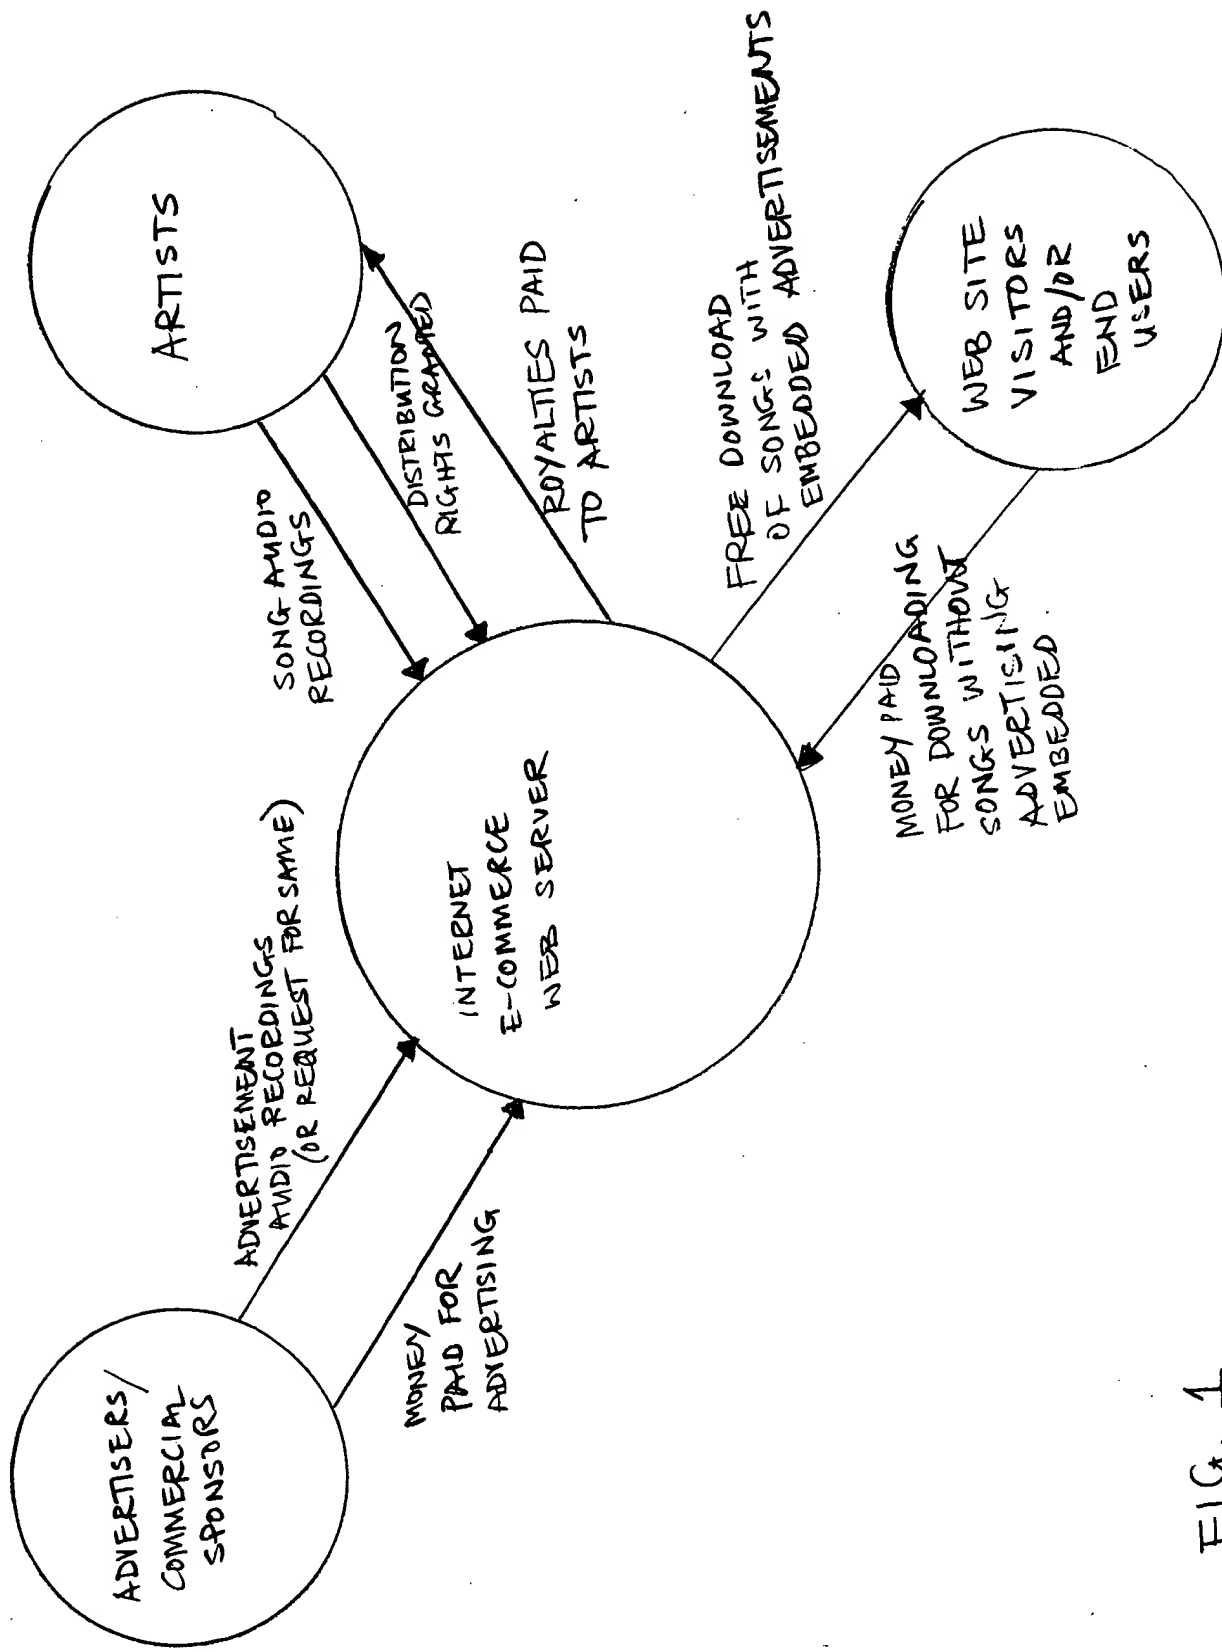 ADVERTISERS/
COMMERCIAL
SPONSORS
ADVERTISEMENT
AUDIO RECORDINGS
(OR REQUEST FOR SAME)
MONEY
PAID FOR
ADVERTISING
INTERNET
E-COMMERCE
WEB SERVER
SONG AUDIO
RECORDINGS
DISTRIBUTION
RIGHTS GRANTED
ROYALTIES PAID
TO ARTISTS
ARTISTS
MONEY PAID
FOR DOWNLOADING
SONGS WITHOUT
ADVERTISING
EMBEDDED
FREE DOWNLOAD
OF SONGS WITH
EMBEDDED ADVERTISEMENTS
WEB SITE
VISITORS
AND/OR
END
USERS
FIG. 1